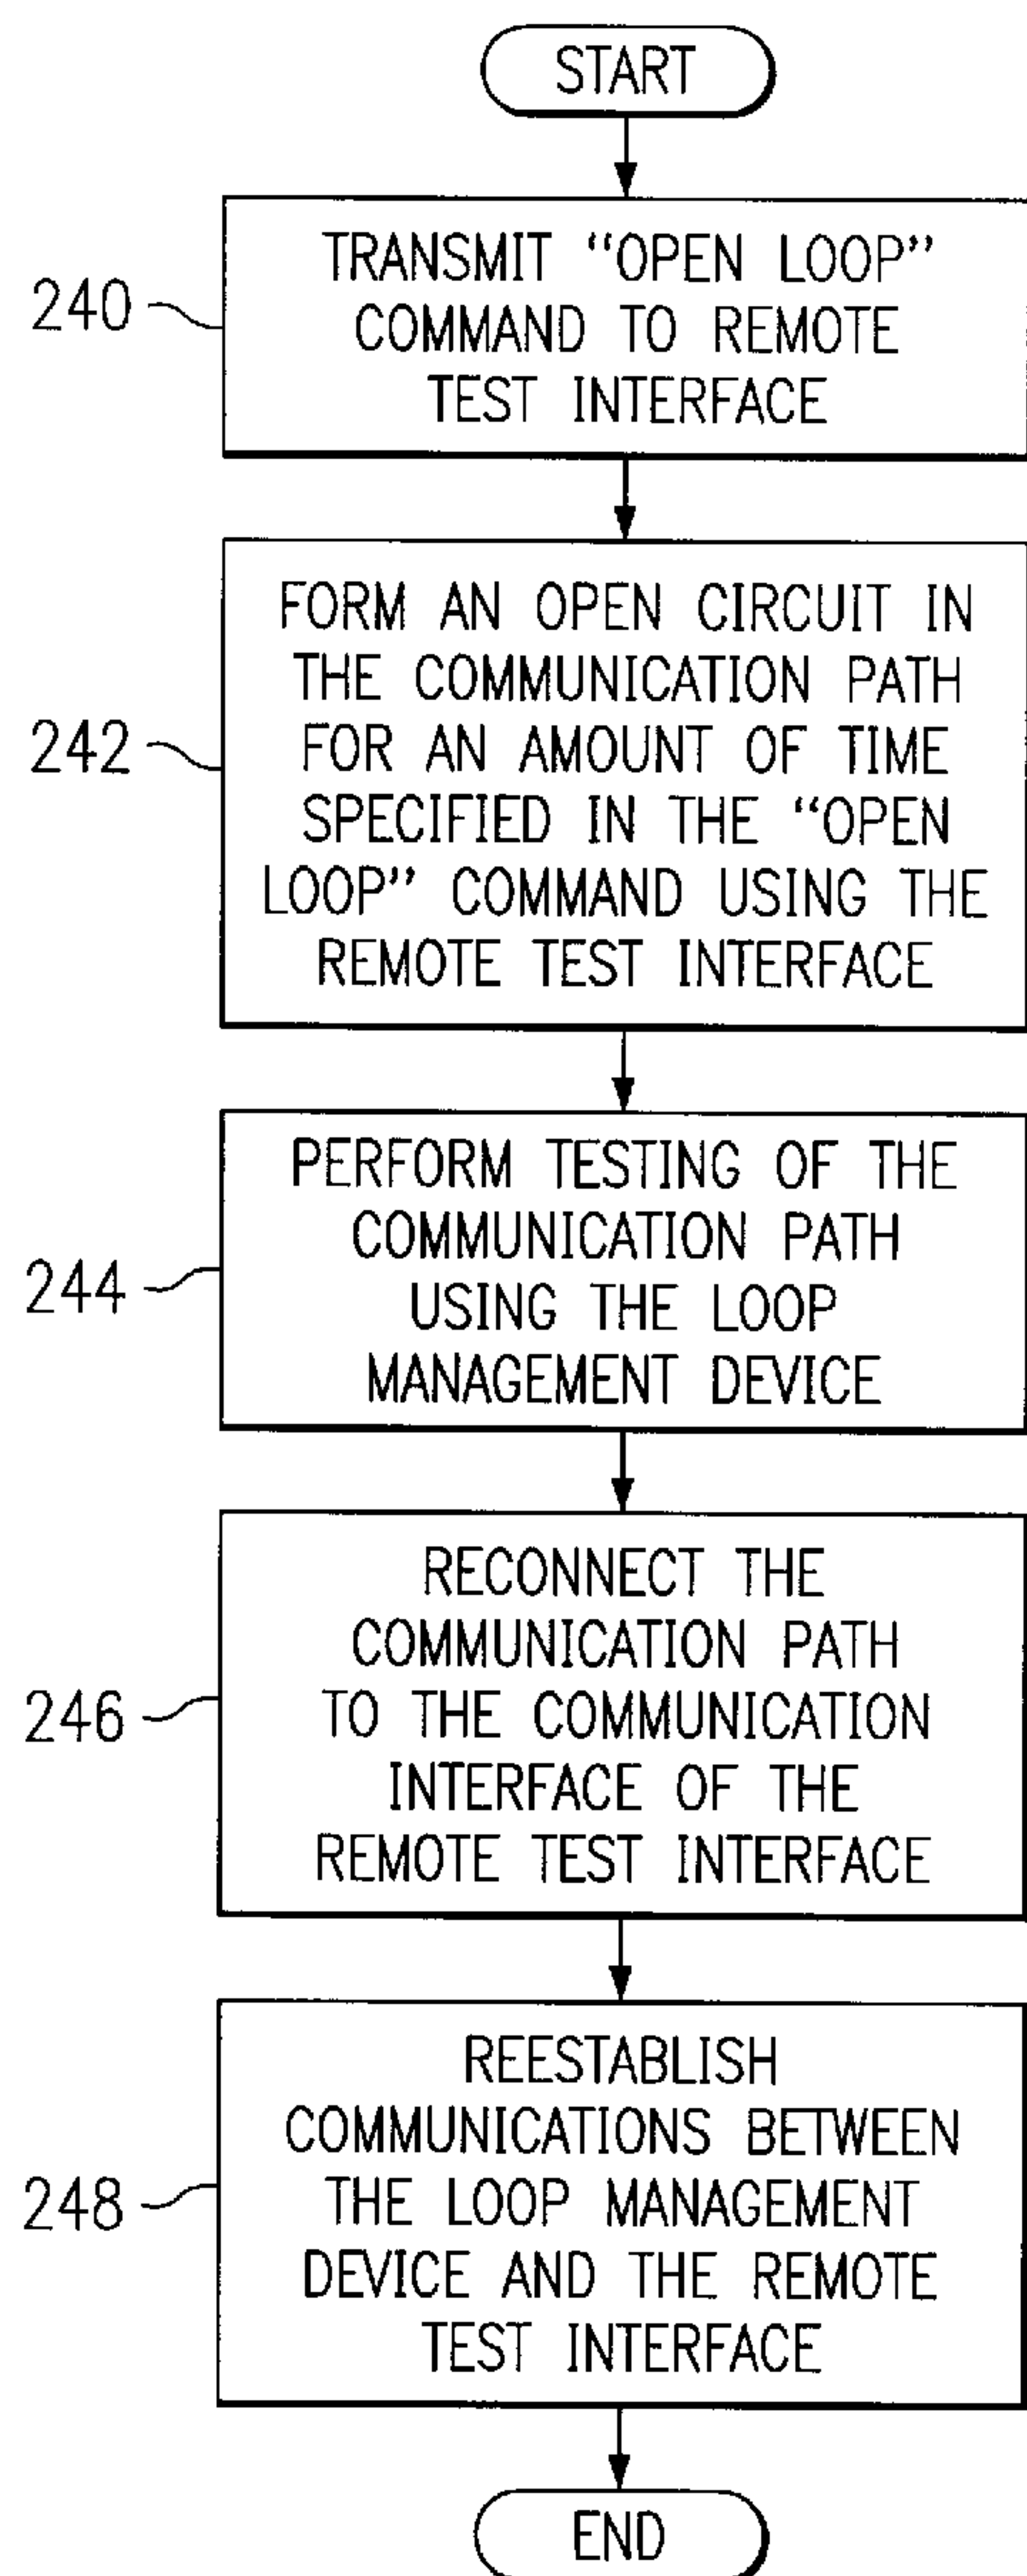 START
240
TRANSMIT “OPEN LOOP”
COMMAND TO REMOTE
TEST INTERFACE
242
FORM AN OPEN CIRCUIT IN
THE COMMUNICATION PATH
FOR AN AMOUNT OF TIME
SPECIFIED IN THE “OPEN
LOOP” COMMAND USING THE
REMOTE TEST INTERFACE
244
PERFORM TESTING OF THE
COMMUNICATION PATH
USING THE LOOP
MANAGEMENT DEVICE
246
RECONNECT THE
COMMUNICATION PATH
TO THE COMMUNICATION
INTERFACE OF THE
REMOTE TEST INTERFACE
248
REESTABLISH
COMMUNICATIONS BETWEEN
THE LOOP MANAGEMENT
DEVICE AND THE REMOTE
TEST INTERFACE
END